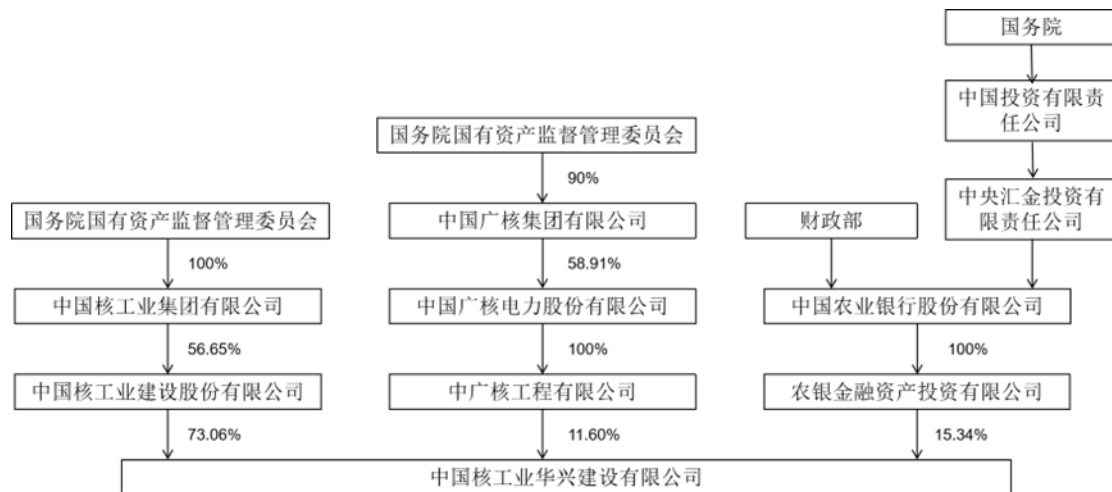 国务院
中国投资有限责
任公司
国务院国有资产监督管理委员会
90%
中央汇金投资有
限责任公司
国务院国有资产监督管理委员会
中国广核集团有限公司
财政部
100%
58.91%
中国核工业集团有限公司
中国广核电力股份有限公司
中国农业银行股份有限公司
56.65%
100%
100%
中国核工业建设股份有限公司
中广核工程有限公司
农银金融资产投资有限公司
73.06%
11.60%
15.34%
中国核工业华兴建设有限公司